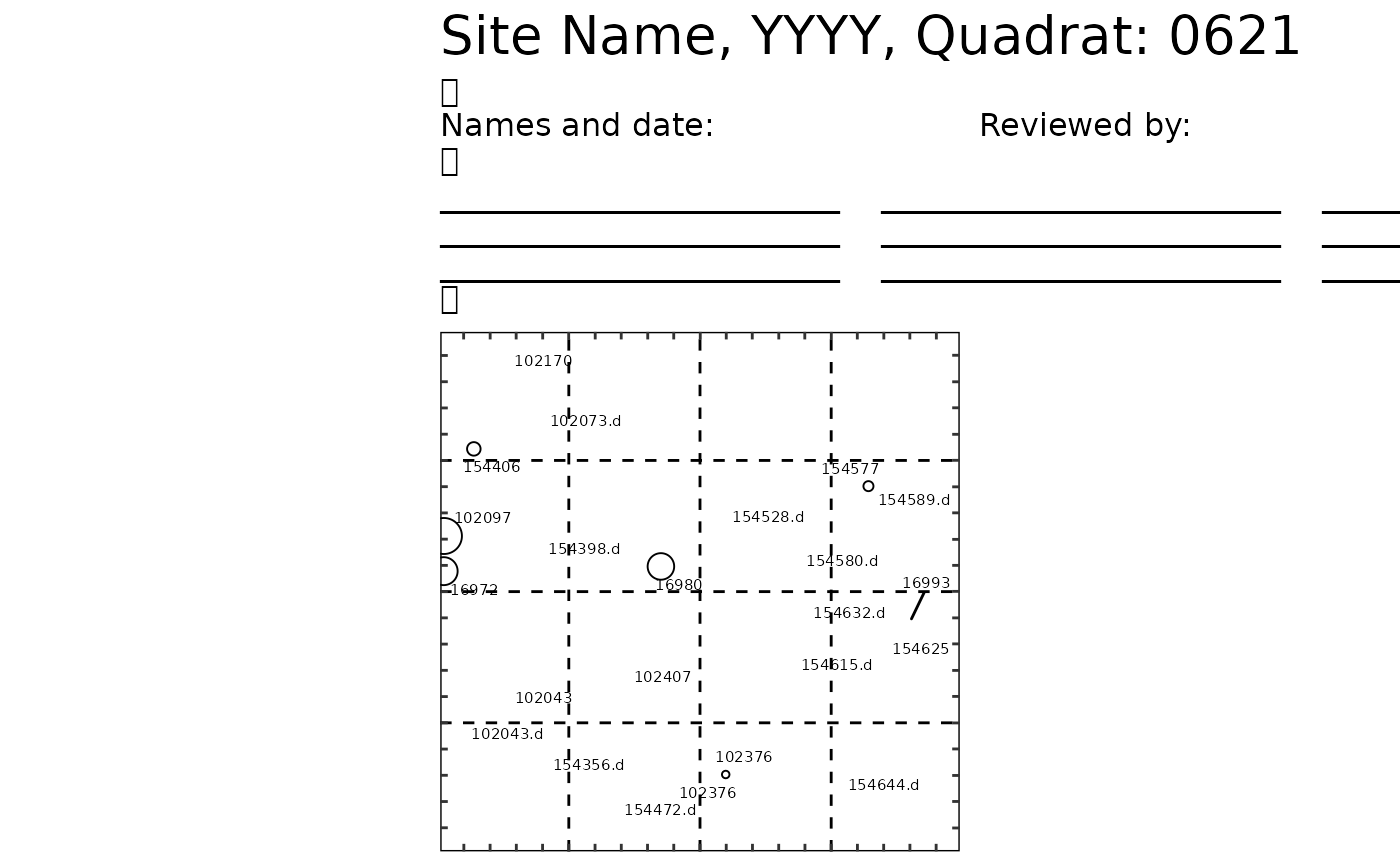 Site Name, YYYY, Quadrat: 0621
Names and date: Reviewed by:
102170
102073.d
154406
154577
154589.d
102097
154528.d
154398.d
154580.d
16980
16993
16972
154632.d
154625
154615.d
102407
102043
102043.d
102376
154356.d
154644.d
102376
154472.d